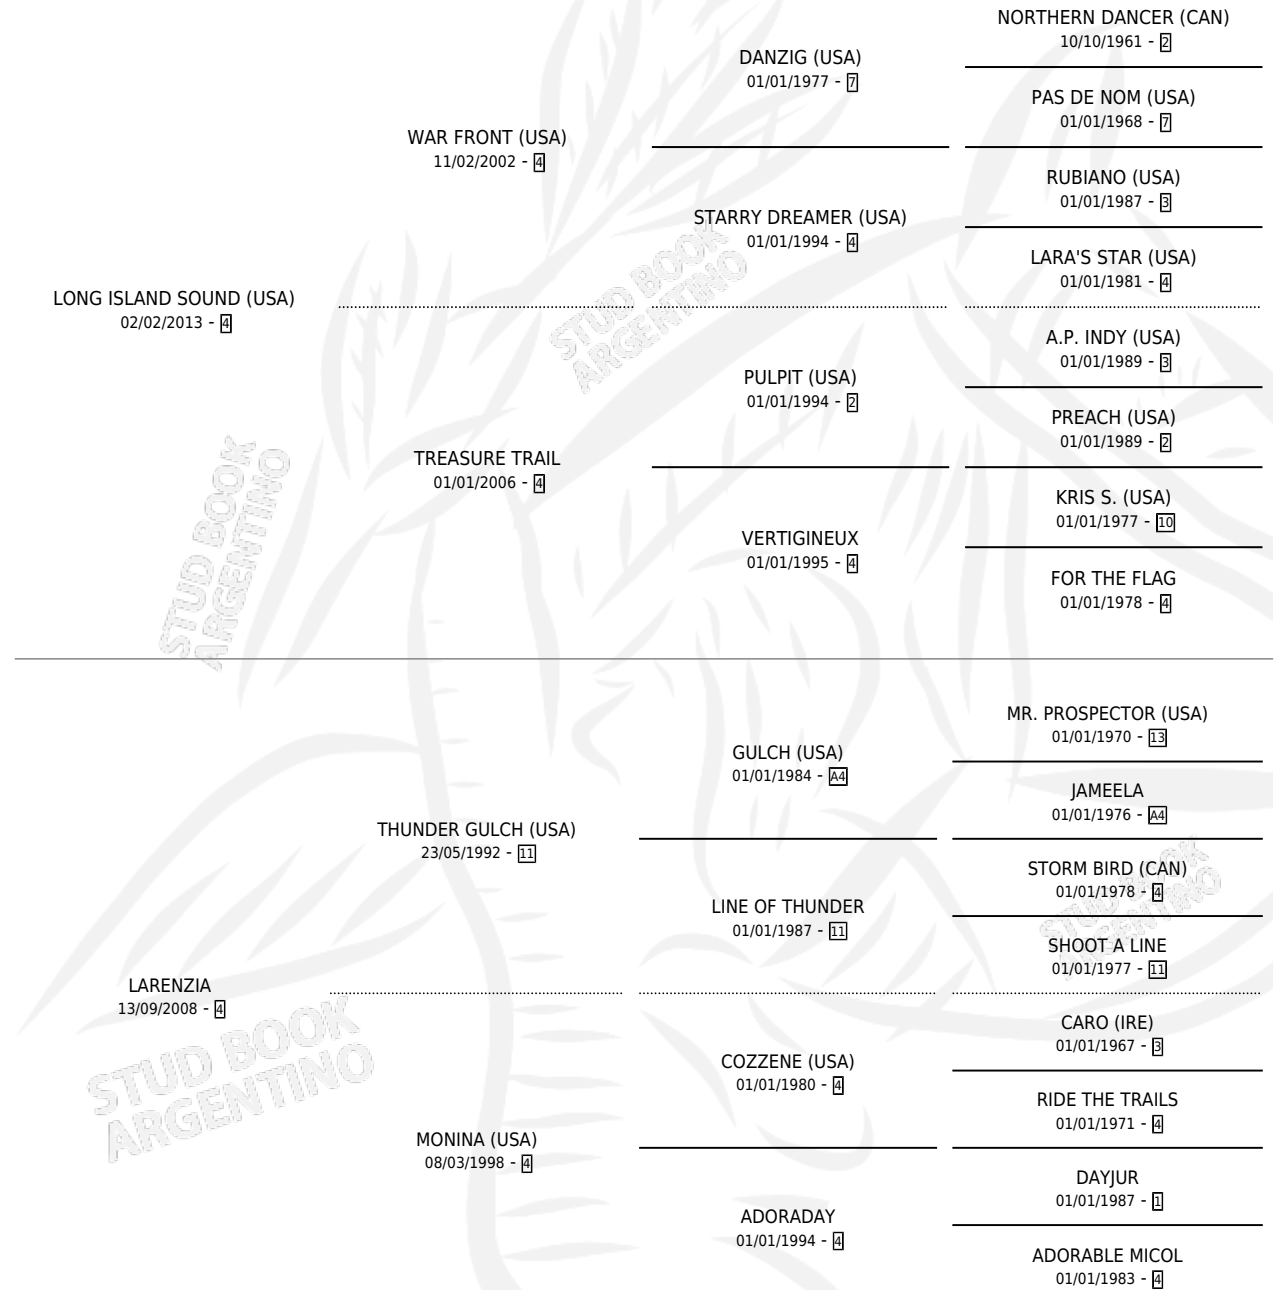 NORTHERN DANCER (CAN)
10/10/1961 - 2
DANZIG (USA)
01/01/1977 - 7
PAS DE NOM (USA)
01/01/1968 - 7
WAR FRONT (USA)
11/02/2002 - 4
RUBIANO (USA)
01/01/1987 - 3
STARRY DREAMER (USA)
01/01/1994 - 4
LARA'S STAR (USA)
01/01/1981 - 4
LONG ISLAND SOUND (USA)
02/02/2013 - 4
A.P. INDY (USA)
01/01/1989 - 3
PULPIT (USA)
01/01/1994 - 2
PREACH (USA)
01/01/1989 - 2
TREASURE TRAIL
01/01/2006 - 4
KRIS S. (USA)
01/01/1977 - 10
VERTIGINEUX
01/01/1995 - 4
FOR THE FLAG
01/01/1978 - 4
STUD BOOK
ARGENTINO
STUD BOOK
ARGENTINO
MR. PROSPECTOR (USA)
01/01/1970 - 13
GULCH (USA)
01/01/1984 - A4
JAMEELA
01/01/1976 - A4
THUNDER GULCH (USA)
23/05/1992 - 11
STORM BIRD (CAN)
01/01/1978 - 4
LINE OF THUNDER
01/01/1987 - 11
SHOOT A LINE
01/01/1977 - 11
STUD BOOK
ARGENTINO
LARENZIA
13/09/2008 - 4
CARO (IRE)
01/01/1967 - 3
COZZENE (USA)
01/01/1980 - 4
RIDE THE TRAILS
01/01/1971 - 4
MONINA (USA)
08/03/1998 - 4
DAYJUR
01/01/1987 - 1
ADORADAY
01/01/1994 - 4
ADORABLE MICOL
01/01/1983 - 4
STUD BOOK
ARGENTINO